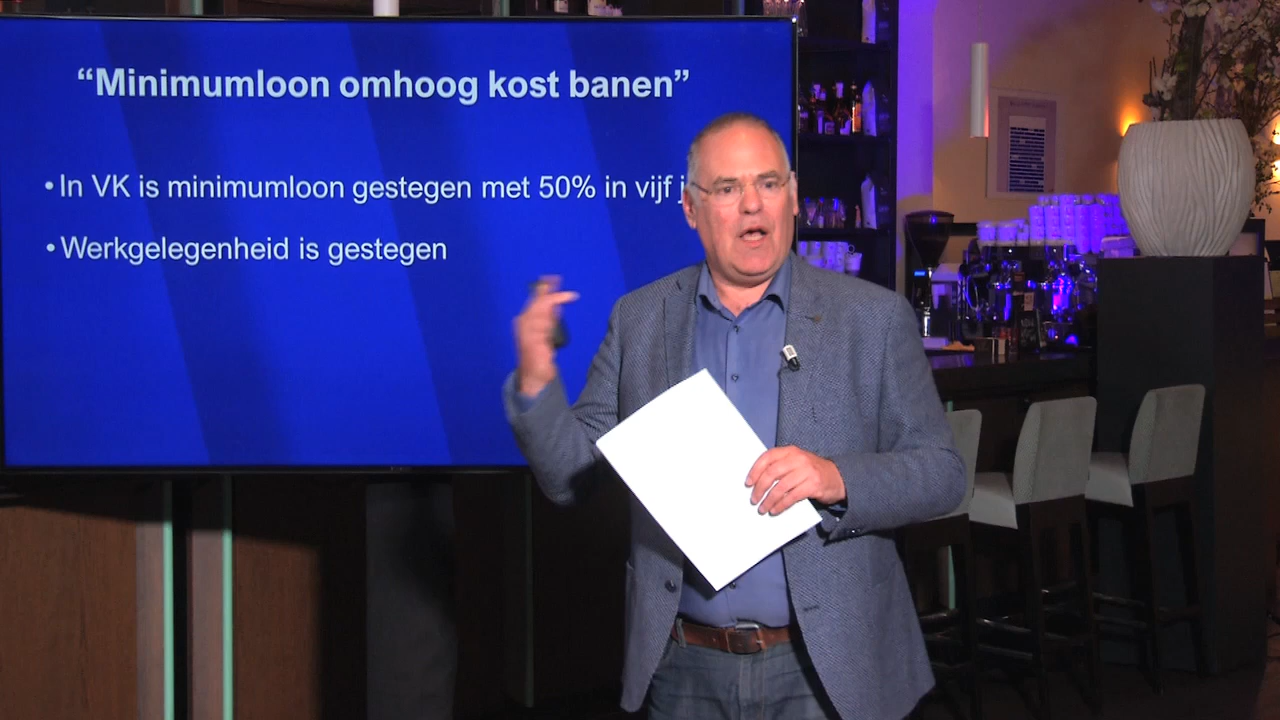 “Minimumloon omhoog kost banen”
• In VK is minimumloon gestegen met 50% in vijf
• Werkgelegenheid is gestegen